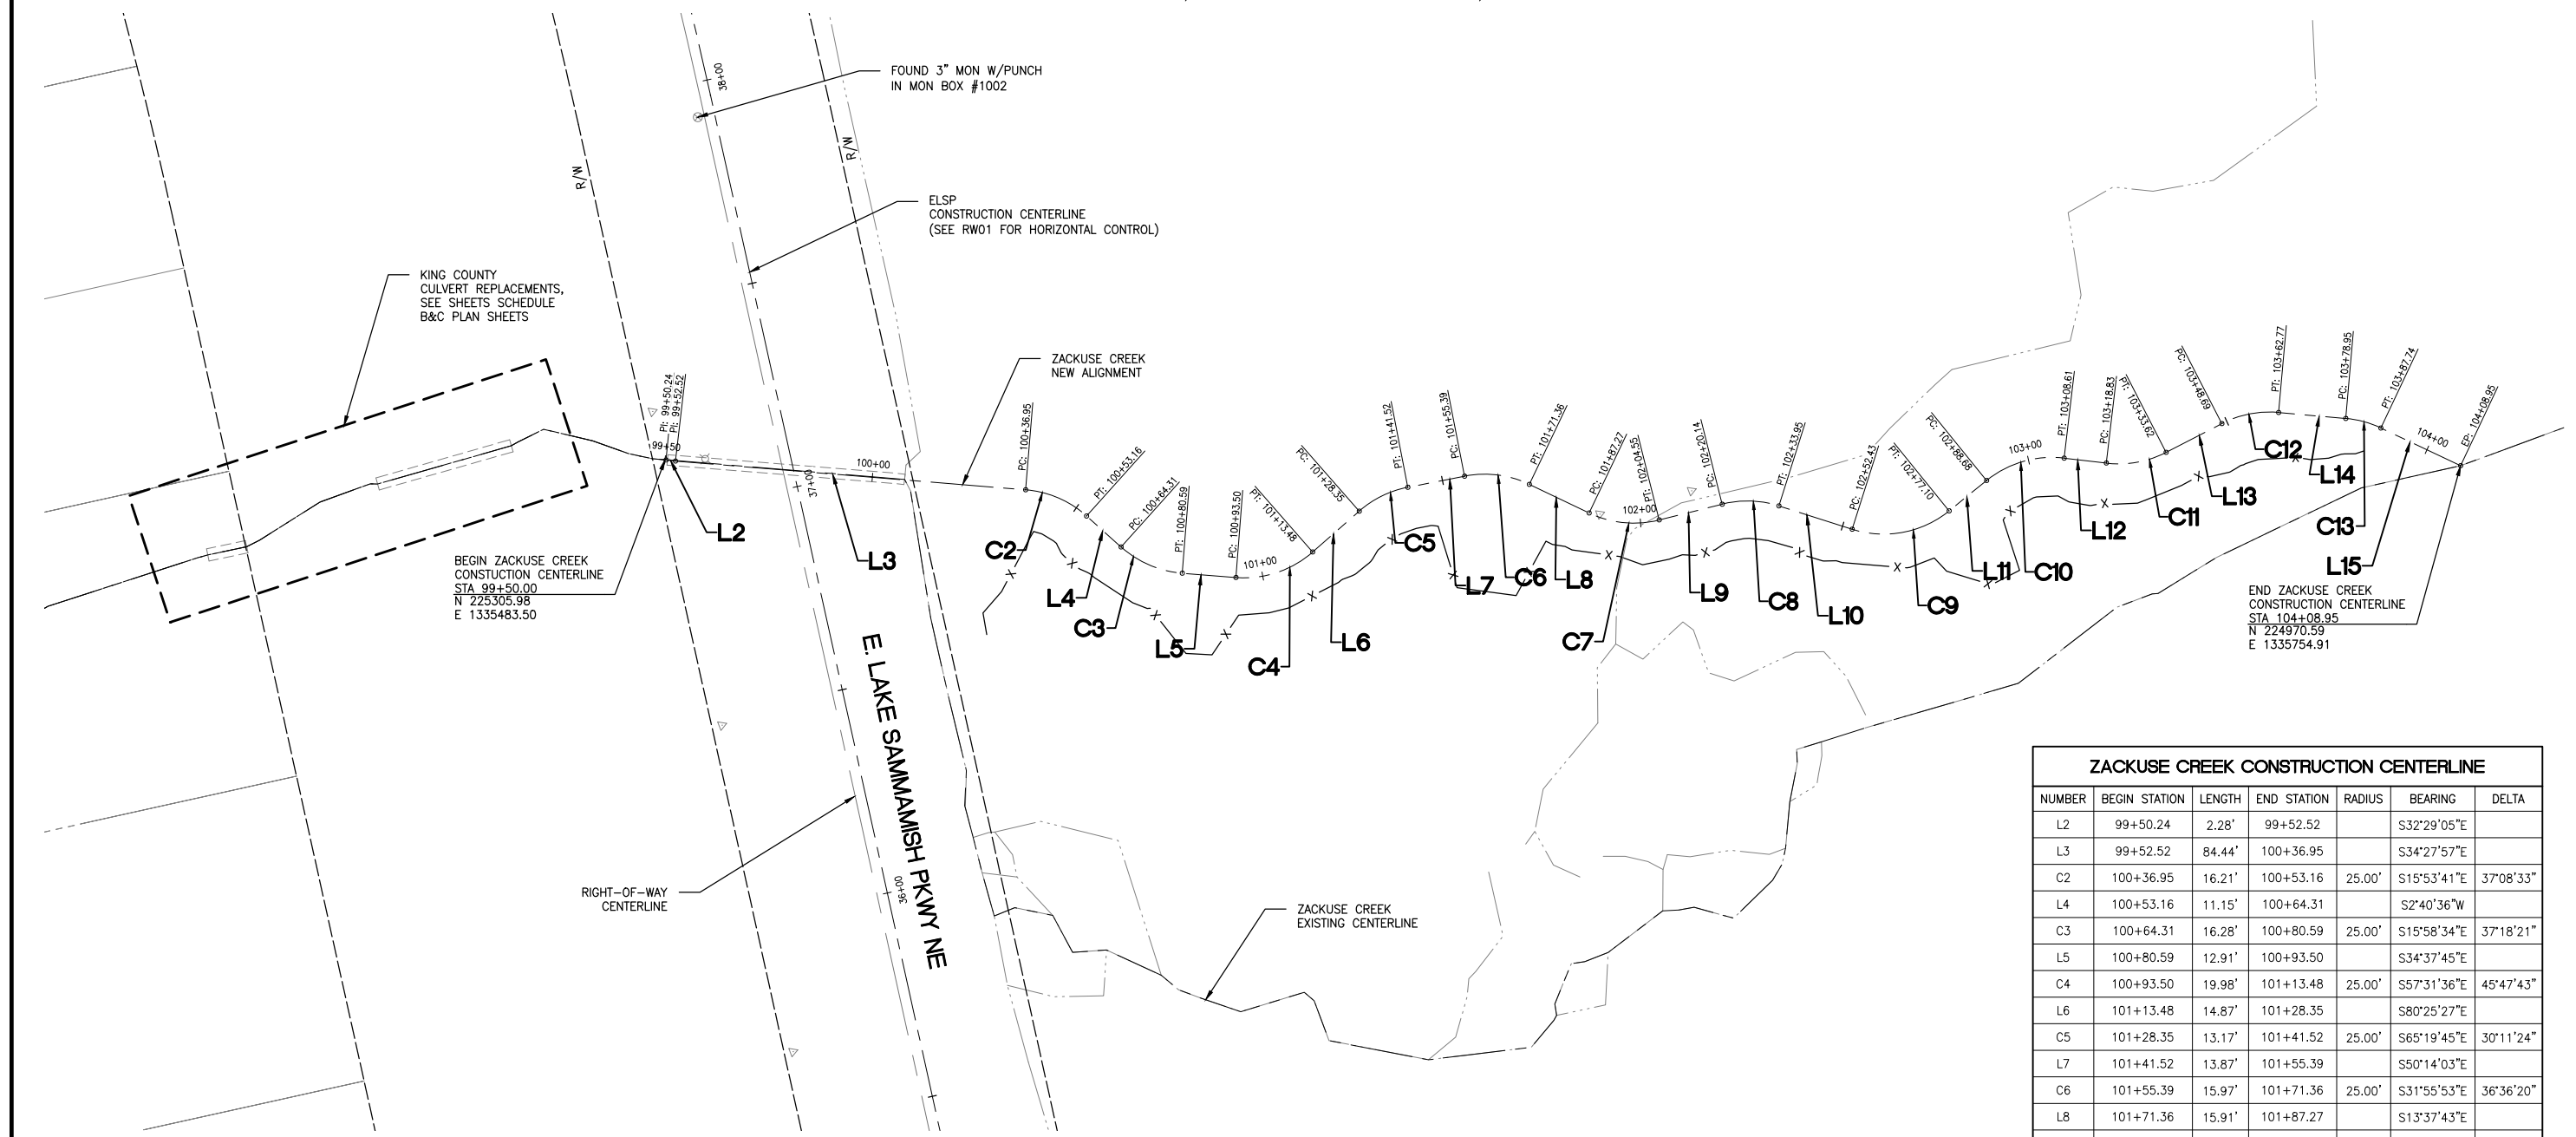 38+00
FOUND 3" MON W/PUNCH
IN MON BOX #1002
R/W
R/W
ELSP
CONSTRUCTION CENTERLINE
(SEE RW01 FOR HORIZONTAL CONTROL)
KING COUNTY
CULVERT REPLACEMENTS,
SEE SHEETS SCHEDULE
B&C PLAN SHEETS
ZACKUSE CREEK
NEW ALIGNMENT
PI: 99+50.24
PI: 99+52.52
99+50
100+00
37+00
L2
L3
BEGIN ZACKUSE CREEK
CONSTUCTION CENTERLINE
STA 99+50.00
N 225305.98
E 1335483.50
PC: 100+36.95
PT: 100+53.16
PC: 100+64.31
PT: 100+80.59
PC: 100+93.50
101+00
PT: 101+13.48
PC: 101+28.35
PT: 101+41.52
PC: 101+55.39
PT: 101+71.36
PC: 101+87.27
102+00
PT: 102+04.55
PC: 102+20.14
PT: 102+33.95
PC: 102+52.43
PT: 102+77.10
PC: 102+88.68
103+00
PT: 103+08.61
PC: 103+18.83
PT: 103+33.62
PC: 103+48.69
PT: 103+62.77
PC: 103+78.95
PT: 103+87.74
104+00
EP: 104+08.95
C2
L4
C3
L5
C4
L6
C5
L7
C6
L8
C7
L9
C8
L10
C9
L11
C10
L12
C11
L13
C12
L14
C13
L15
END ZACKUSE CREEK
CONSTRUCTION CENTERLINE
STA 104+08.95
N 224970.59
E 1335754.91
E. LAKE SAMMAMISH PKWY NE
36+00
RIGHT-OF-WAY
CENTERLINE
ZACKUSE CREEK
EXISTING CENTERLINE
ZACKUSE CREEK CONSTRUCTION CENTERLINE
NUMBER BEGIN STATION LENGTH END STATION RADIUS BEARING DELTA
L2 99+50.24 2.28' 99+52.52 S32°29'05"E
L3 99+52.52 84.44' 100+36.95 S34°27'57"E
C2 100+36.95 16.21' 100+53.16 25.00' S15°53'41"E 37°08'33"
L4 100+53.16 11.15' 100+64.31 S2°40'36"W
C3 100+64.31 16.28' 100+80.59 25.00' S15°58'34"E 37°18'21"
L5 100+80.59 12.91' 100+93.50 S34°37'45"E
C4 100+93.50 19.98' 101+13.48 25.00' S57°31'36"E 45°47'43"
L6 101+13.48 14.87' 101+28.35 S80°25'27"E
C5 101+28.35 13.17' 101+41.52 25.00' S65°19'45"E 30°11'24"
L7 101+41.52 13.87' 101+55.39 S50°14'03"E
C6 101+55.39 15.97' 101+71.36 25.00' S31°55'53"E 36°36'20"
L8 101+71.36 15.91' 101+87.27 S13°37'43"E